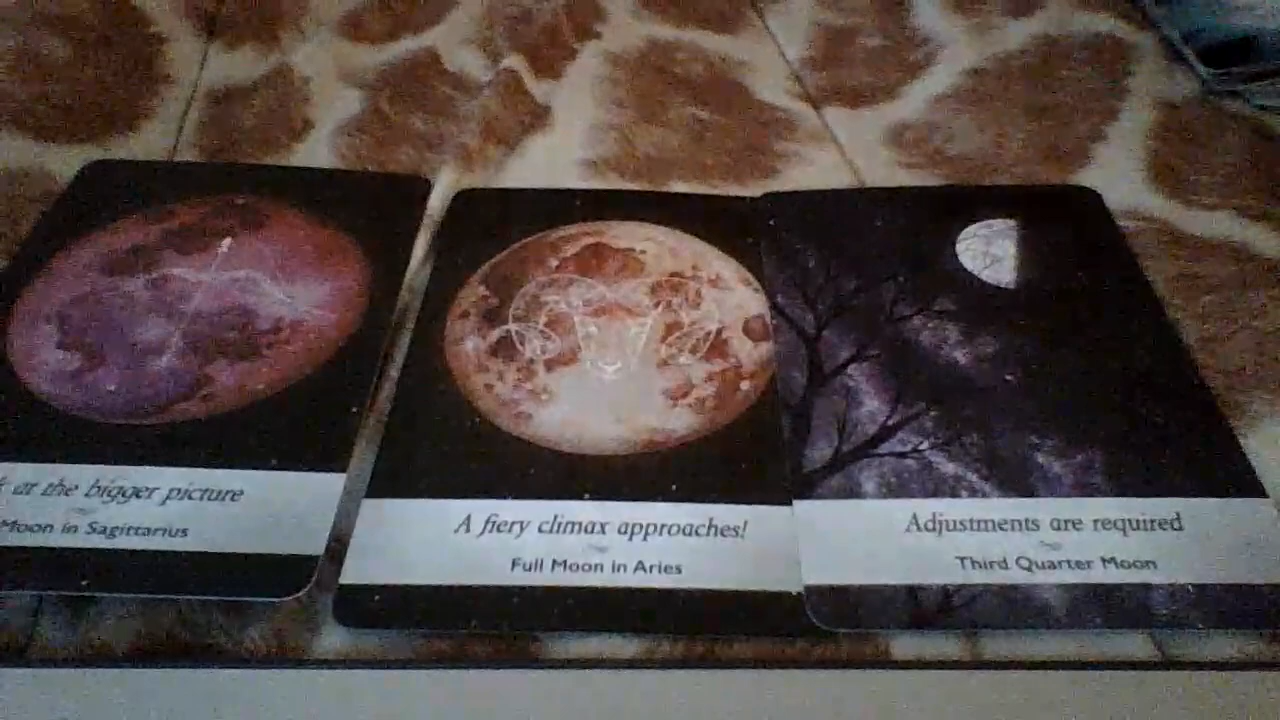 at the bigger picture
Moon in Sagittarius
A fiery climax approaches!
Full Moon in Aries
Adjustments are required
Third Quarter Moon